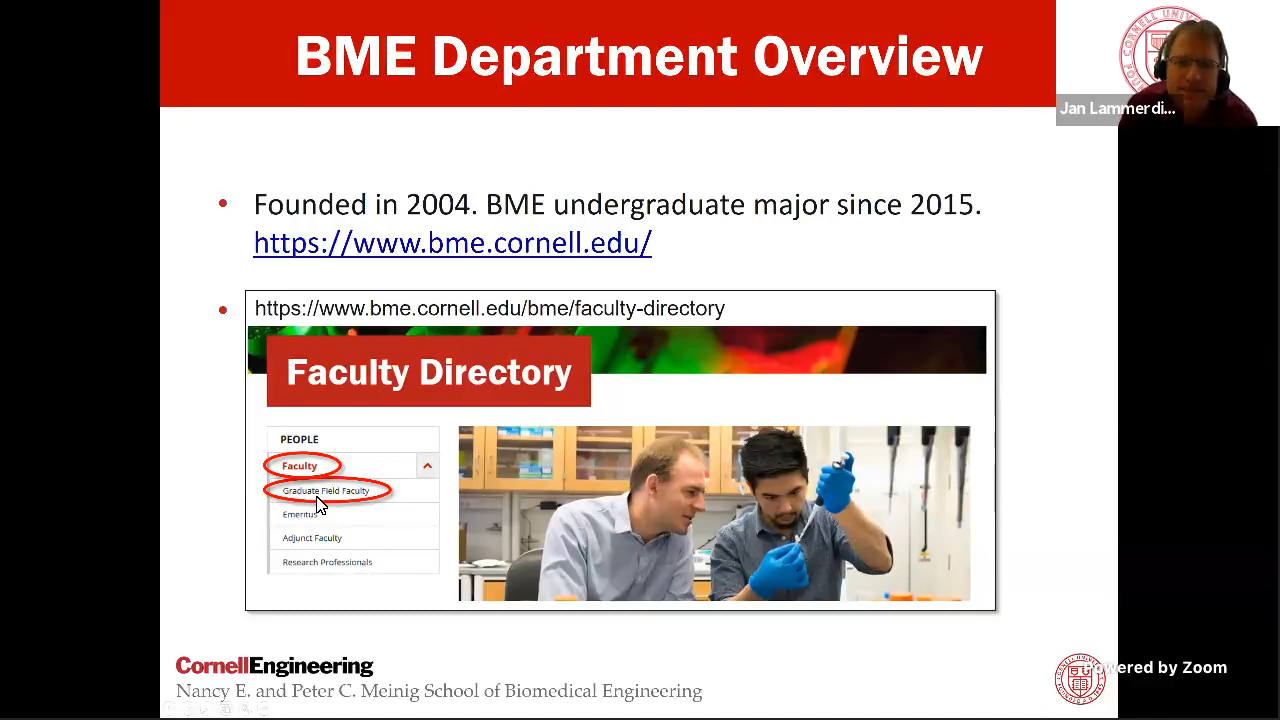 BME Department Overview
Jan Lammerdi...
• Founded in 2004. BME undergraduate major since 2015.
https://www.bme.cornell.edu/
• https://www.bme.cornell.edu/bme/faculty-directory
Faculty Directory
PEOPLE
Faculty
Graduate Field Faculty
Emeritus
Adjunct Faculty
Research Professionals
CornellEngineering
Nancy E. and Peter C. Meinig School of Biomedical Engineering
Powered by Zoom